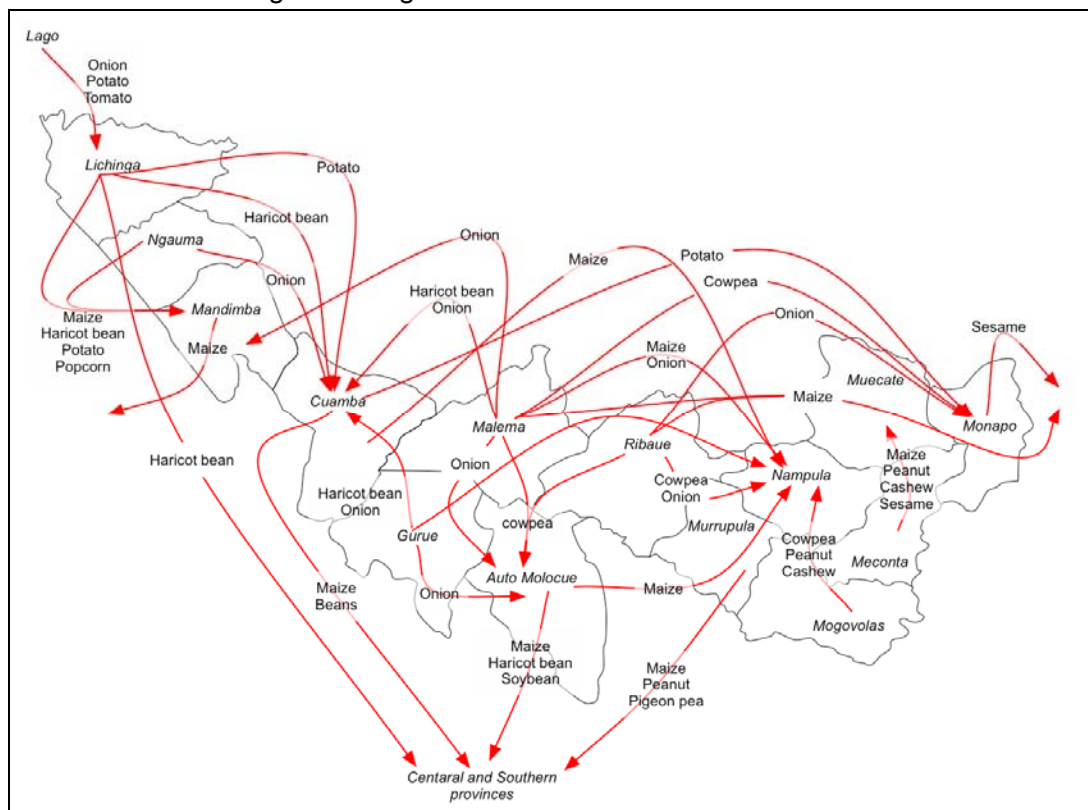 Lago
Onion
Potato
Tomato
Lichinga
Potato
Haricot bean
Ngauma
Onion
Onion
Maize
Potato
Cowpea
Haricot bean
Onion
Mandimba
Maize
Haricot bean
Potato
Popcorn
Maize
Onion
Sesame
Maize
Onion
Muecate
Cuamba
Maize
Malema
Ribaue
Monapo
Haricot bean
Onion
Maize
Peanut
Cashew
Sesame
Nampula
Cowpea
Onion
Haricot bean
Onion
cowpea
Murrupula
Gurue
Cowpea
Peanut
Cashew
Meconta
Auto Molocue
Maize
Beans
Onion
Maize
Mogovolas
Maize
Haricot bean
Soybean
Maize
Peanut
Pigeon pea
Centaral and Southern
provinces